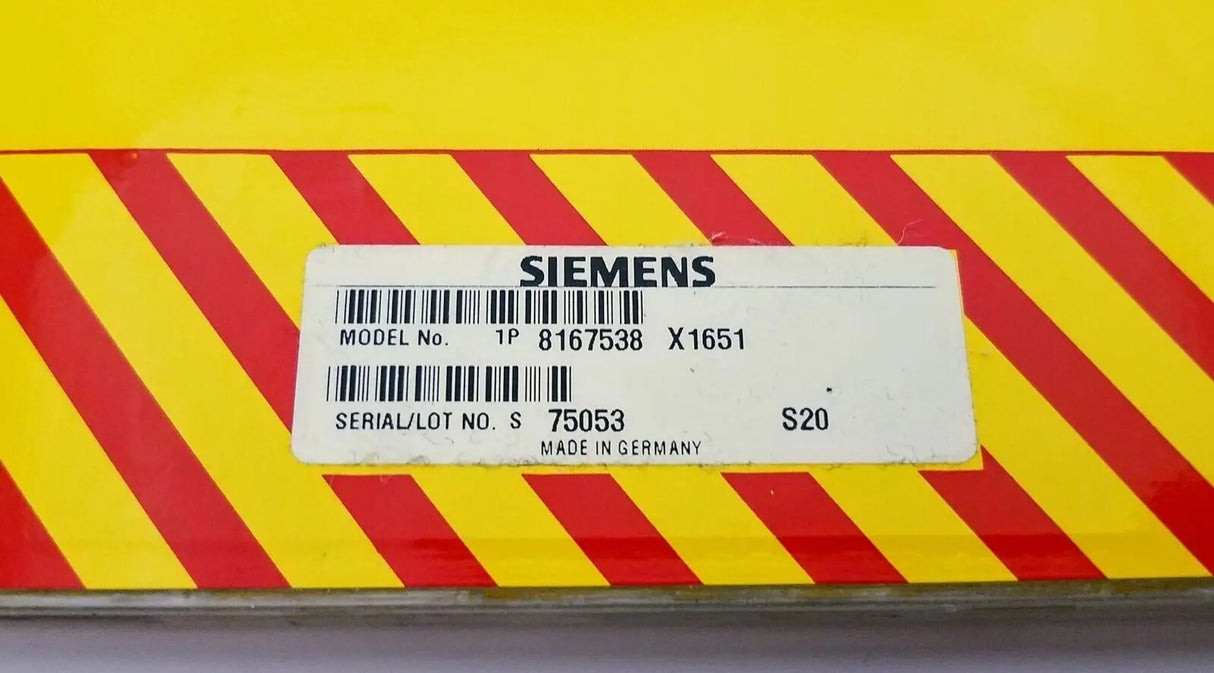 SIEMENS
MODEL No. 1P 8167538 X1651
SERIAL/LOT NO. S 75053 S20
MADE IN GERMANY